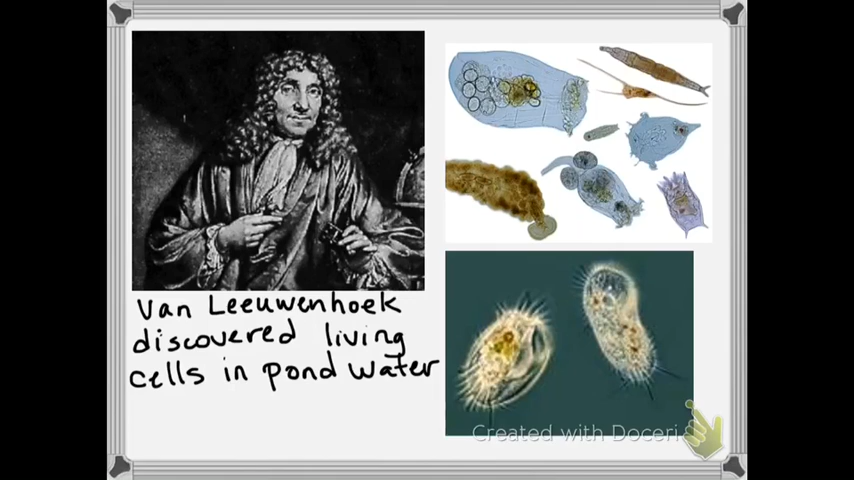 Van Leeuwenhoek
discovered living
cells in pond water
Created with Doceri